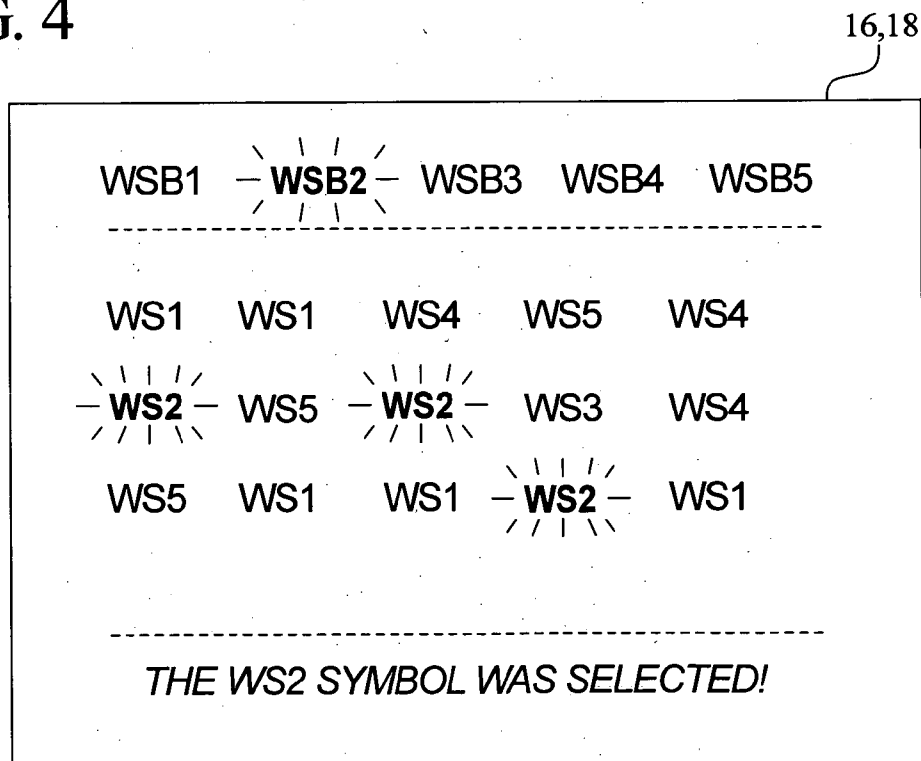 G. 4
16,18
WSB1 WSB2 WSB3 WSB4 WSB5
WS1 WS1 WS4 WS5 WS4
WS2 WS5 WS2 WS3 WS4
WS5 WS1 WS1 WS2 WS1
THE WS2 SYMBOL WAS SELECTED!